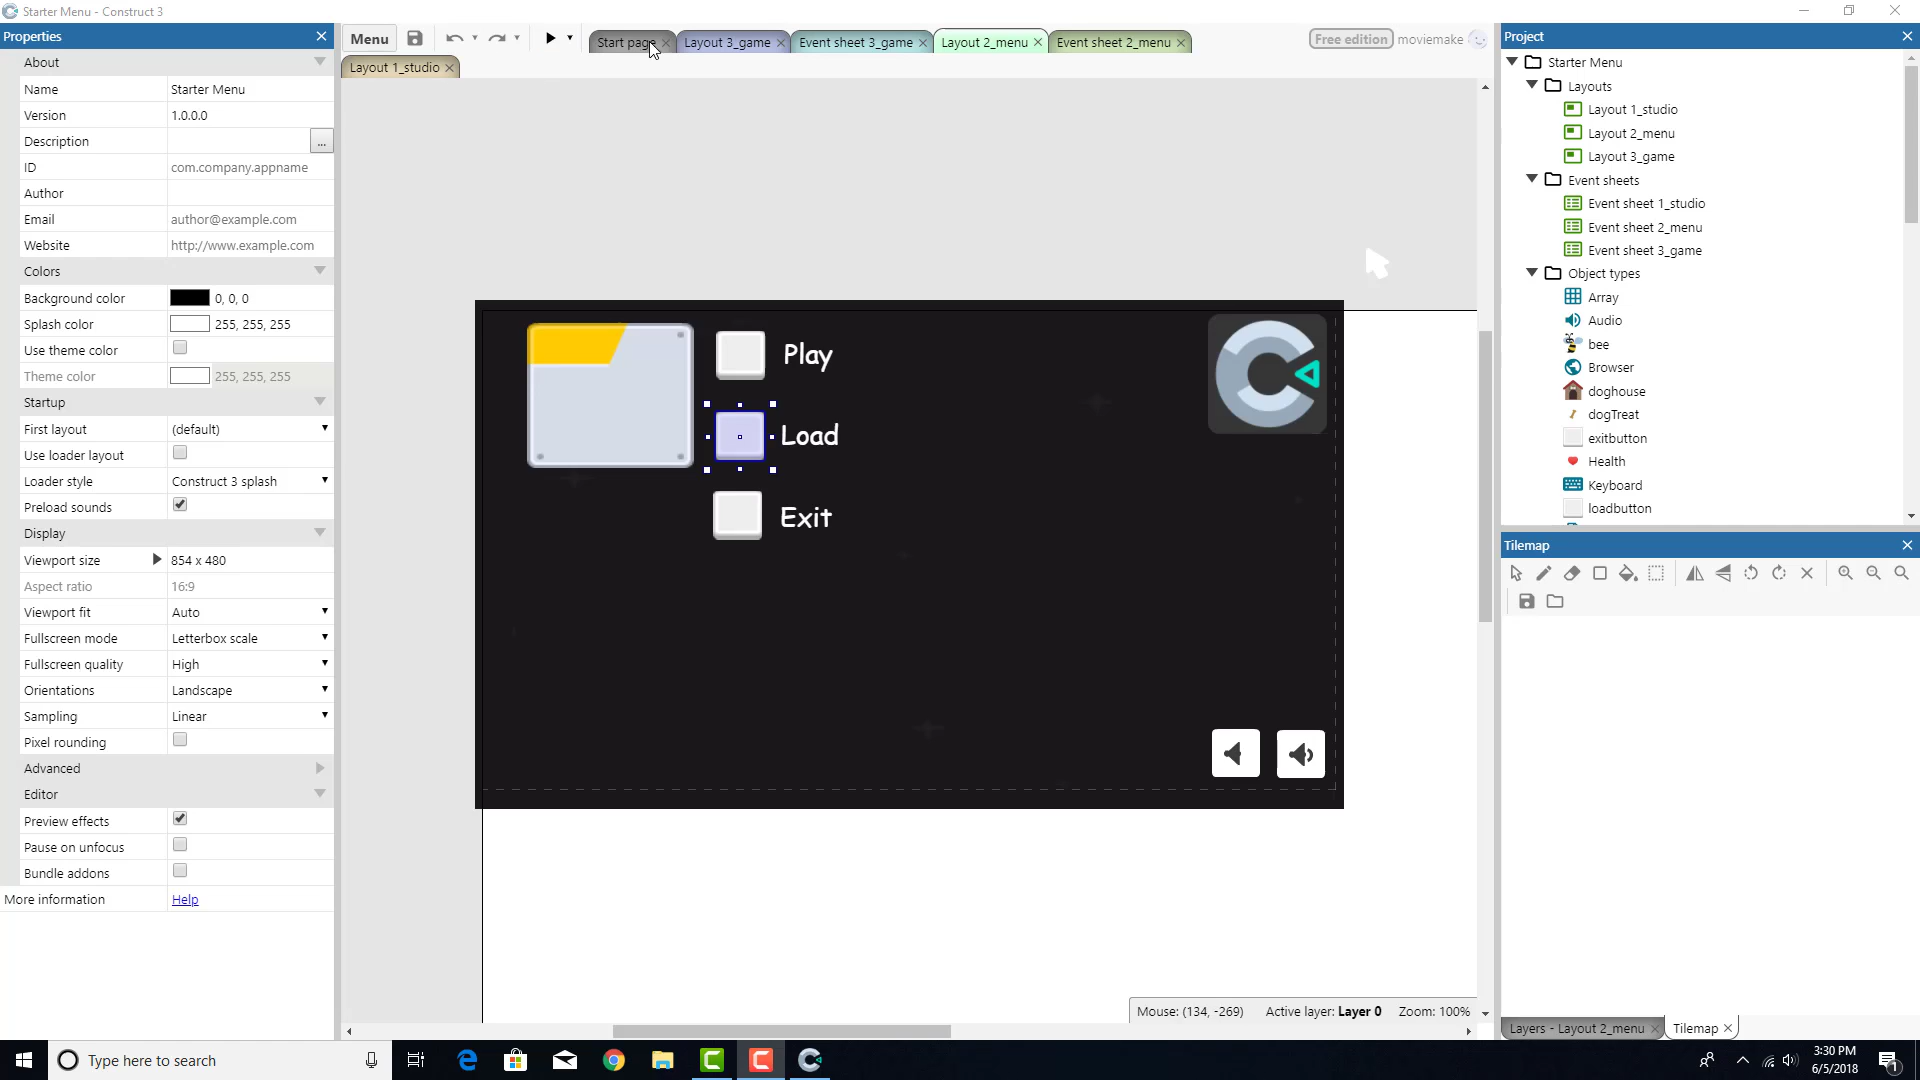 Starter Menu - Construct 3
Properties
About
Name Starter Menu
Version 1.0.0.0
Description ...
ID com.company.appname
Author
Email author@example.com
Website http://www.example.com
Colors
Background color 0, 0, 0
Splash color 255, 255, 255
Use theme color
Theme color 255, 255, 255
Startup
First layout (default)
Use loader layout
Loader style Construct 3 splash
Preload sounds
Display
Viewport size 854 x 480
Aspect ratio 16:9
Viewport fit Auto
Fullscreen mode Letterbox scale
Fullscreen quality High
Orientations Landscape
Sampling Linear
Pixel rounding
Advanced
Editor
Preview effects
Pause on unfocus
Bundle addons
More information Help
Menu
Start page
Layout 3_game
Event sheet 3_game
Layout 2_menu
Event sheet 2_menu
Free edition moviemake
Layout 1_studio
Play
Load
Exit
Mouse: (134, -269) Active layer: Layer 0 Zoom: 100%
Project
Starter Menu
Layouts
Layout 1_studio
Layout 2_menu
Layout 3_game
Event sheets
Event sheet 1_studio
Event sheet 2_menu
Event sheet 3_game
Object types
Array
Audio
bee
Browser
doghouse
dogTreat
exitbutton
Health
Keyboard
loadbutton
Tilemap
Layers - Layout 2_menu
Tilemap
Type here to search
3:30 PM
6/5/2018
1